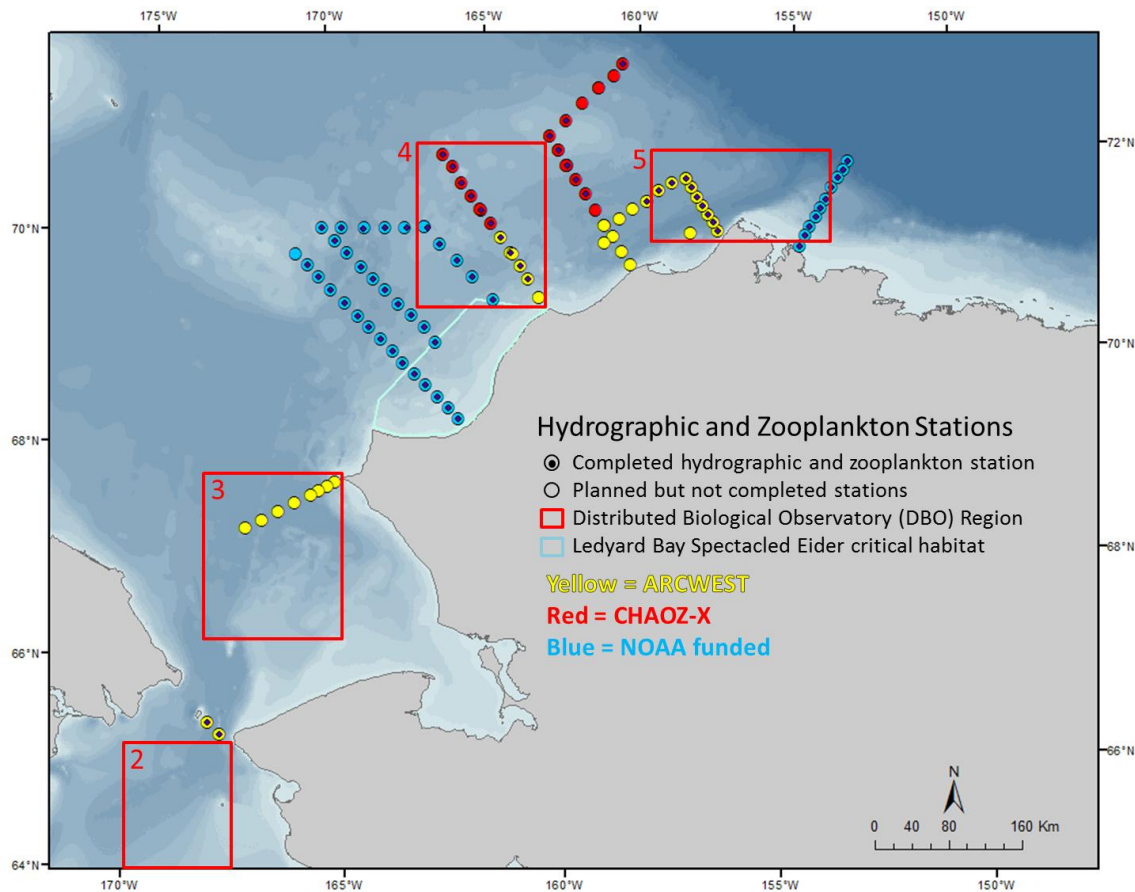 175°W 170°W 165°W 160°W 155°W 150°W
72°N
4
5
70°N
70°N
Hydrographic and Zooplankton Stations
Completed hydrographic and zooplankton station
Planned but not completed stations
Distributed Biological Observatory (DBO) Region
Ledyard Bay Spectacled Eider critical habitat
68°N
3
68°N
Yellow = ARCWEST
Red = CHAOZ-X
Blue = NOAA funded
66°N
66°N
2
N
0 40 80 160 Km
64°N
170°W 165°W 160°W 155°W